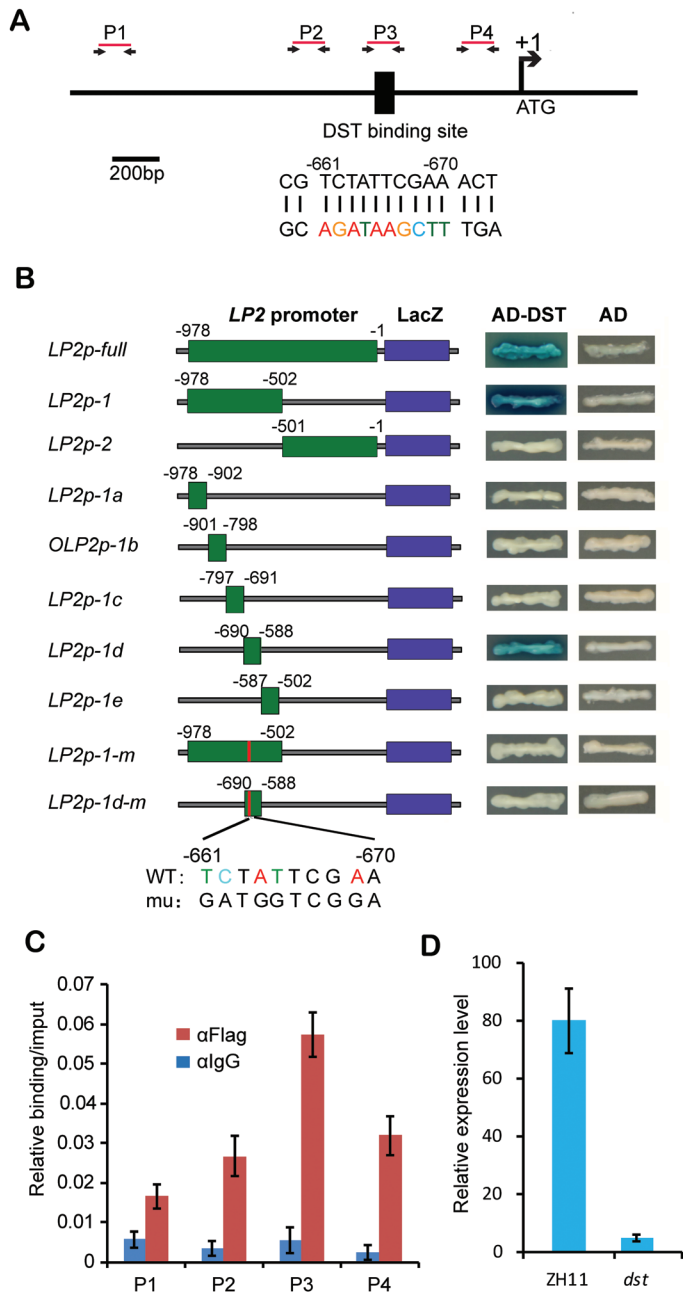 A
P1 P2 P3 P4
+1
ATG
DST binding site
200bp
-661 -670
CG TCTATTCGAA ACT
GC AGATAAGCTT TGA
B
LP2 promoter LacZ AD-DST AD
-978 -1
LP2p-full
-978 -502
LP2p-1
-501 -1
LP2p-2
-978 -902
LP2p-1a
-901 -798
OLP2p-1b
-797 -691
LP2p-1c
-690 -588
LP2p-1d
-587 -502
LP2p-1e
-978 -502
LP2p-1-m
-690 -588
LP2p-1d-m
-661 -670
WT: T C T A T T C G A A
mu: G A T G G T C G G A
C
Relative binding/imput
0.07
0.06
0.05
0.04
0.03
0.02
0.01
0
αFlag
αIgG
P1 P2 P3 P4
D
Relative expression level
100
80
60
40
20
0
ZH11 dst